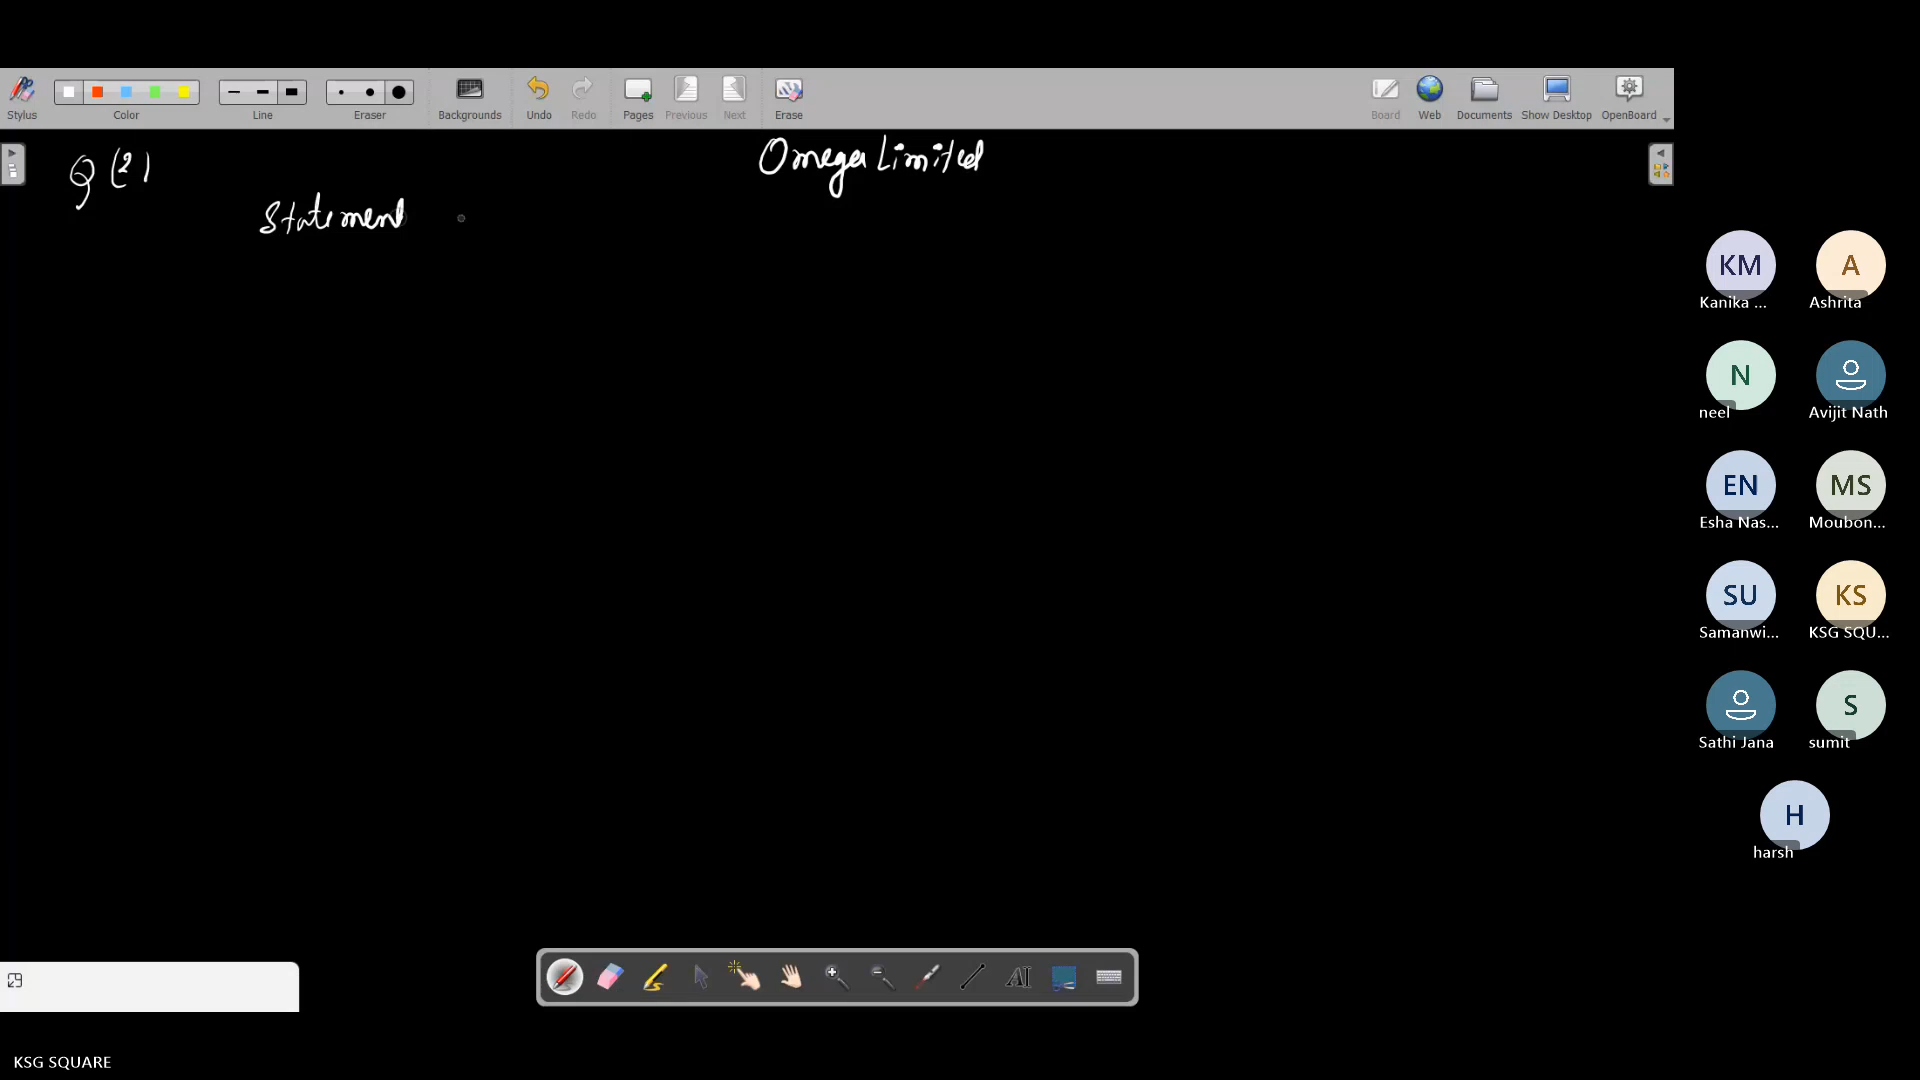 Stylus Color Line Eraser Backgrounds Undo Redo Pages Previous Next Erase Board Web Documents Show Desktop OpenBoard
Omega Limited
Q (2)
Statement
KM A
Kanika ... Ashrita
N
neel Avijit Nath
EN MS
Esha Nas... Moubon...
SU KS
Samanwi... KSG SQU...
S
Sathi Jana sumit
H
harsh
AI
KSG SQUARE